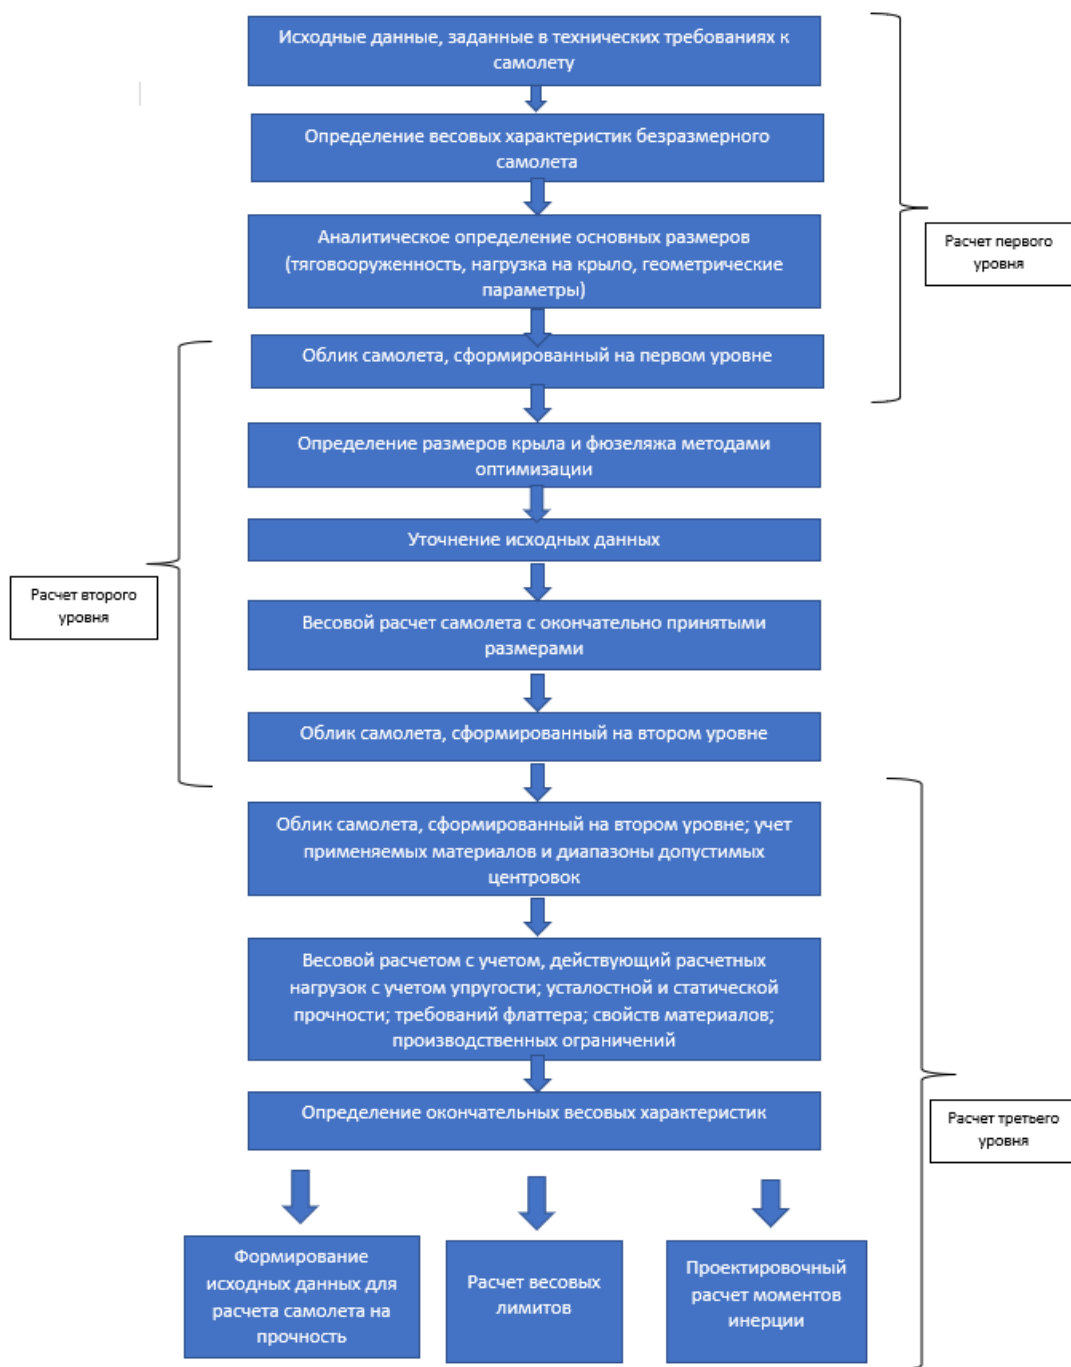 Исходные данные, заданные в технических требованиях к
самолету
Определение весовых характеристик безразмерного
самолета
Аналитическое определение основных размеров
(тяговооруженность, нагрузка на крыло, геометрические
параметры)
Расчет первого
уровня
Облик самолета, сформированный на первом уровне
Определение размеров крыла и фюзеляжа методами
оптимизации
Уточнение исходных данных
Расчет второго
уровня
Весовой расчет самолета с окончательно принятыми
размерами
Облик самолета, сформированный на втором уровне
Облик самолета, сформированный на втором уровне; учет
применяемых материалов и диапазоны допустимых
центровок
Весовой расчетом с учетом, действующий расчетных
нагрузок с учетом упругости; усталостной и статической
прочности; требований флаттера; свойств материалов;
производственных ограничений
Определение окончательных весовых характеристик
Расчет третьего
уровня
Формирование
исходных данных для
расчета самолета на
прочность
Расчет весовых
лимитов
Проектировочный
расчет моментов
инерции